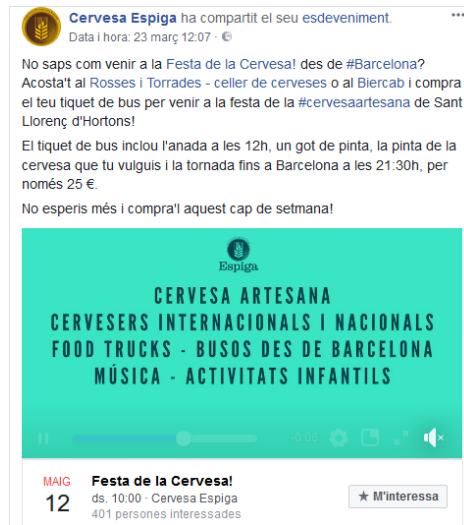 Cervesa Espiga ha compartit el seu esdeveniment.
Data i hora: 23 març 12:07 ·
No saps com venir a la Festa de la Cervesa! des de #Barcelona?
Acosta't al Rosses i Torrades - celler de cerveses o al Biercab i compra
el teu tiquet de bus per venir a la festa de la #cervesaartesana de Sant
Llorenç d'Hortons!
El tiquet de bus inclou l'anada a les 12h, un got de pinta, la pinta de la
cervesa que tu vulguis i la tornada fins a Barcelona a les 21:30h, per
només 25 €.
No esperis més i compra'l aquest cap de setmana!
Espiga
CERVESA ARTESANA
CERVESERS INTERNACIONALS I NACIONALS
FOOD TRUCKS - BUSOS DES DE BARCELONA
MÚSICA - ACTIVITATS INFANTILS
-0:06
MAIG
12
Festa de la Cervesa!
ds. 10:00 · Cervesa Espiga
401 persones interessades
★ M'interessa